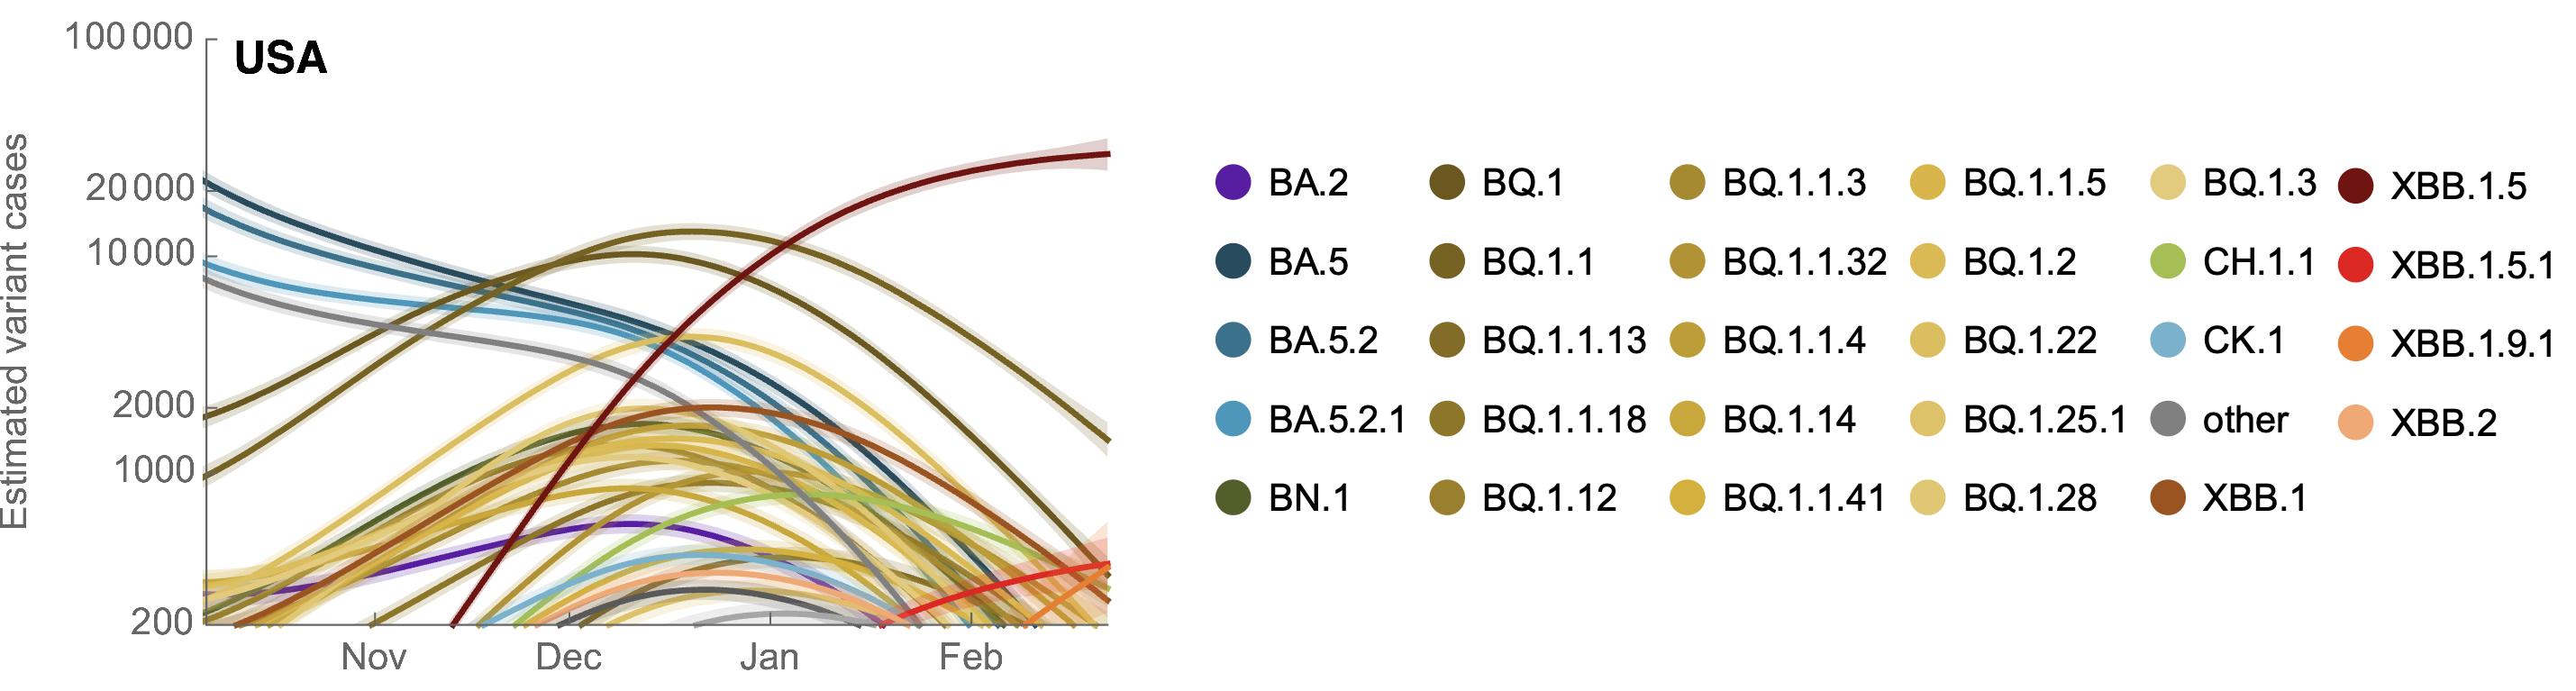 USA
Estimated variant cases
100 000
20 000
10 000
2000
1000
200
Nov Dec Jan Feb
BA.2 BQ.1 BQ.1.1.3 BQ.1.1.5 BQ.1.3 XBB.1.5
BA.5 BQ.1.1 BQ.1.1.32 BQ.1.2 CH.1.1 XBB.1.5.1
BA.5.2 BQ.1.1.13 BQ.1.1.4 BQ.1.22 CK.1 XBB.1.9.1
BA.5.2.1 BQ.1.1.18 BQ.1.14 BQ.1.25.1 other XBB.2
BN.1 BQ.1.12 BQ.1.1.41 BQ.1.28 XBB.1